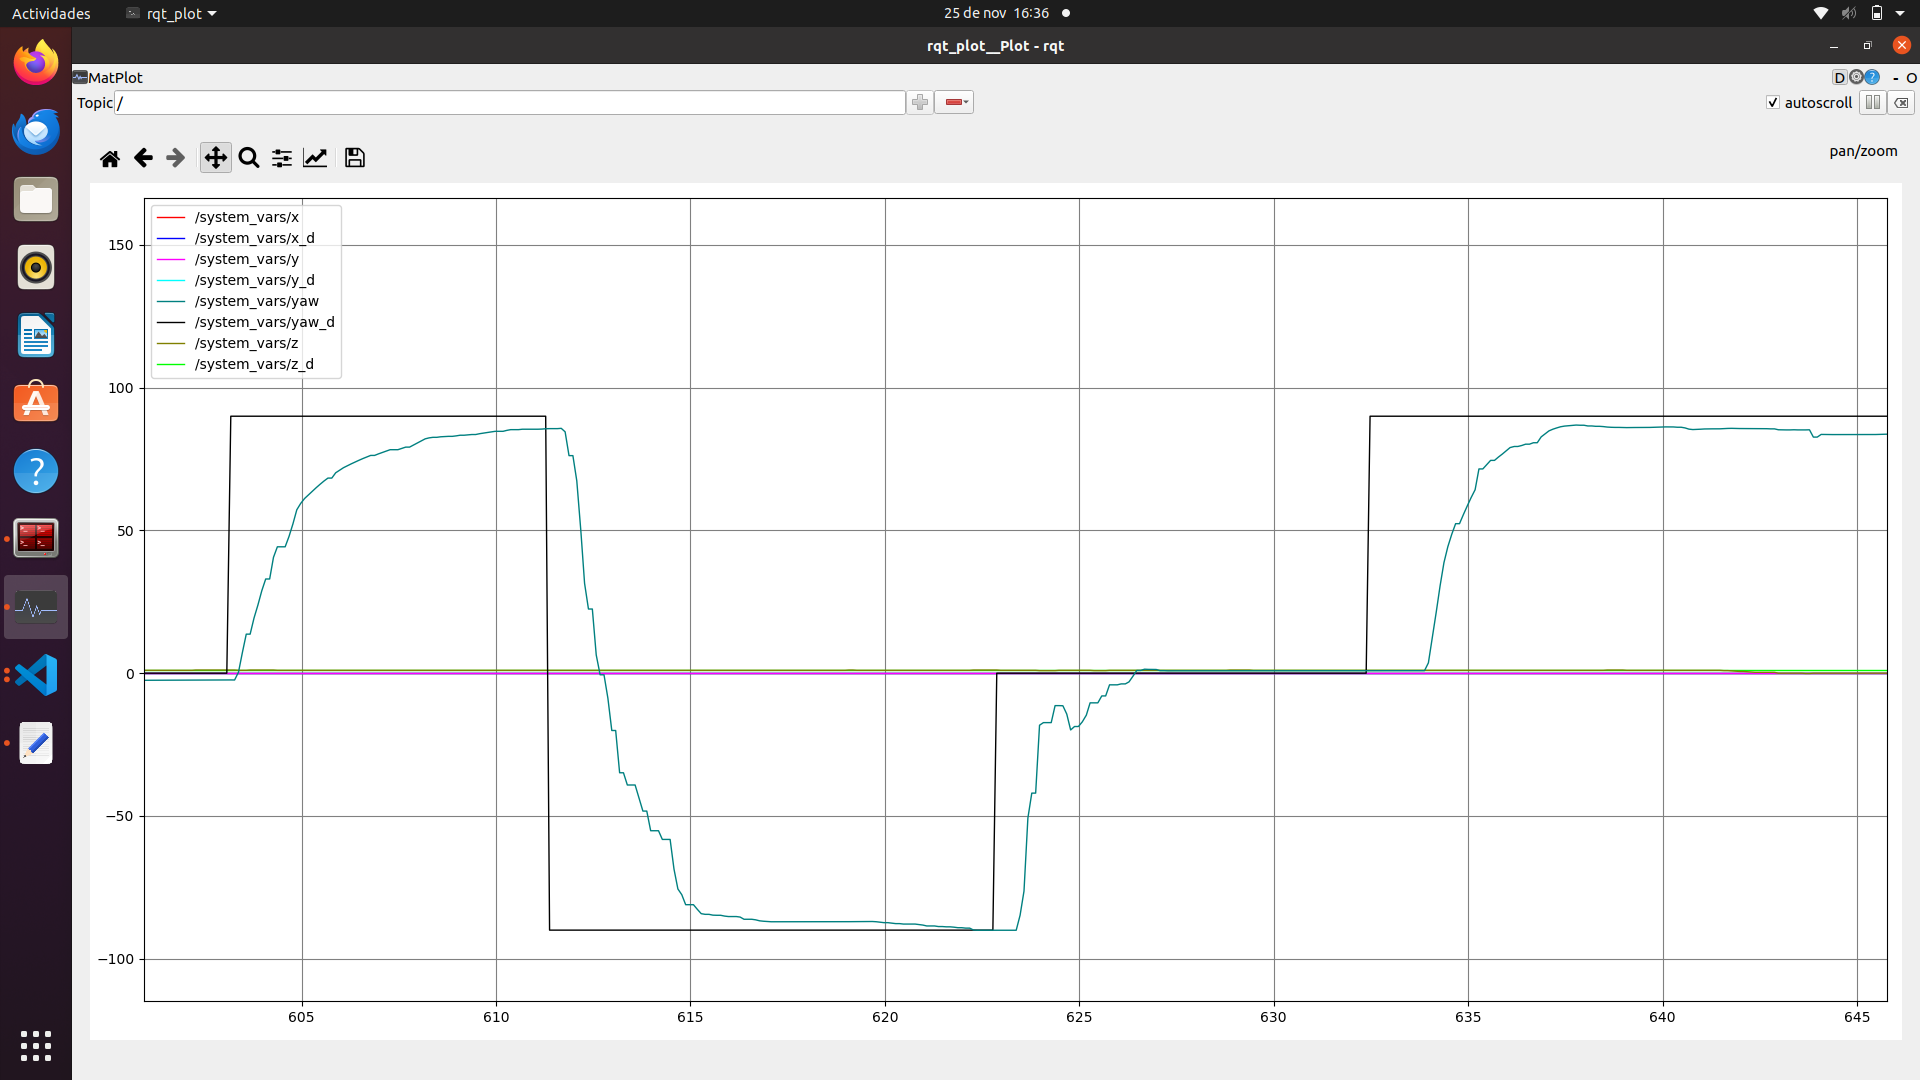 Actividades rqt_plot 25 de nov 16:36
rqt_plot__Plot - rqt
MatPlot D ? - O
Topic / autoscroll
pan/zoom
/system_vars/x
/system_vars/x_d
/system_vars/y
/system_vars/y_d
/system_vars/yaw
/system_vars/yaw_d
/system_vars/z
/system_vars/z_d
150
100
50
0
−50
−100
605 610 615 620 625 630 635 640 645